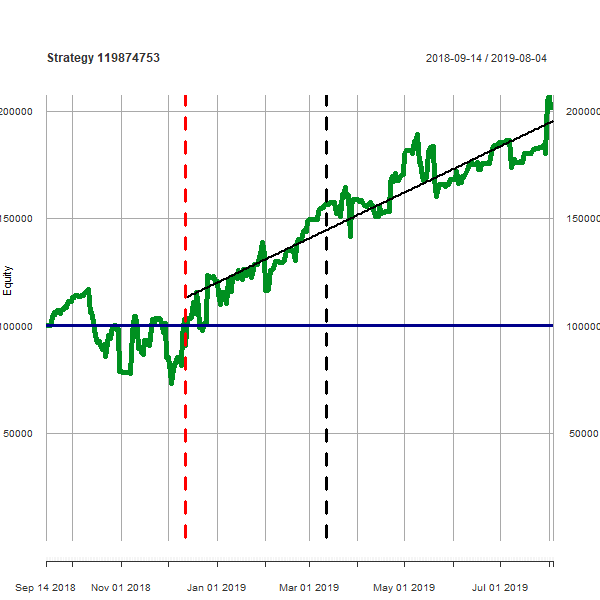 Strategy 119874753
2018-09-14 / 2019-08-04
200000
200000
150000
150000
Equity
100000
100000
50000
50000
Sep 14 2018
Nov 01 2018
Jan 01 2019
Mar 01 2019
May 01 2019
Jul 01 2019